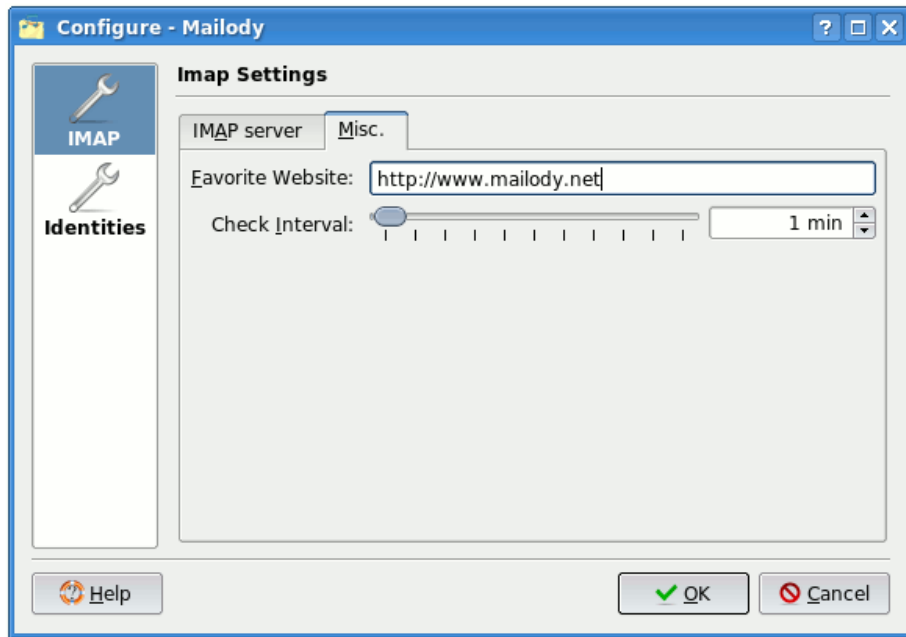 Configure - Mailody
IMAP
Identities
Imap Settings
IMAP server
Misc.
Favorite Website: http://www.mailody.net
Check Interval: 1 min
Help
OK
Cancel